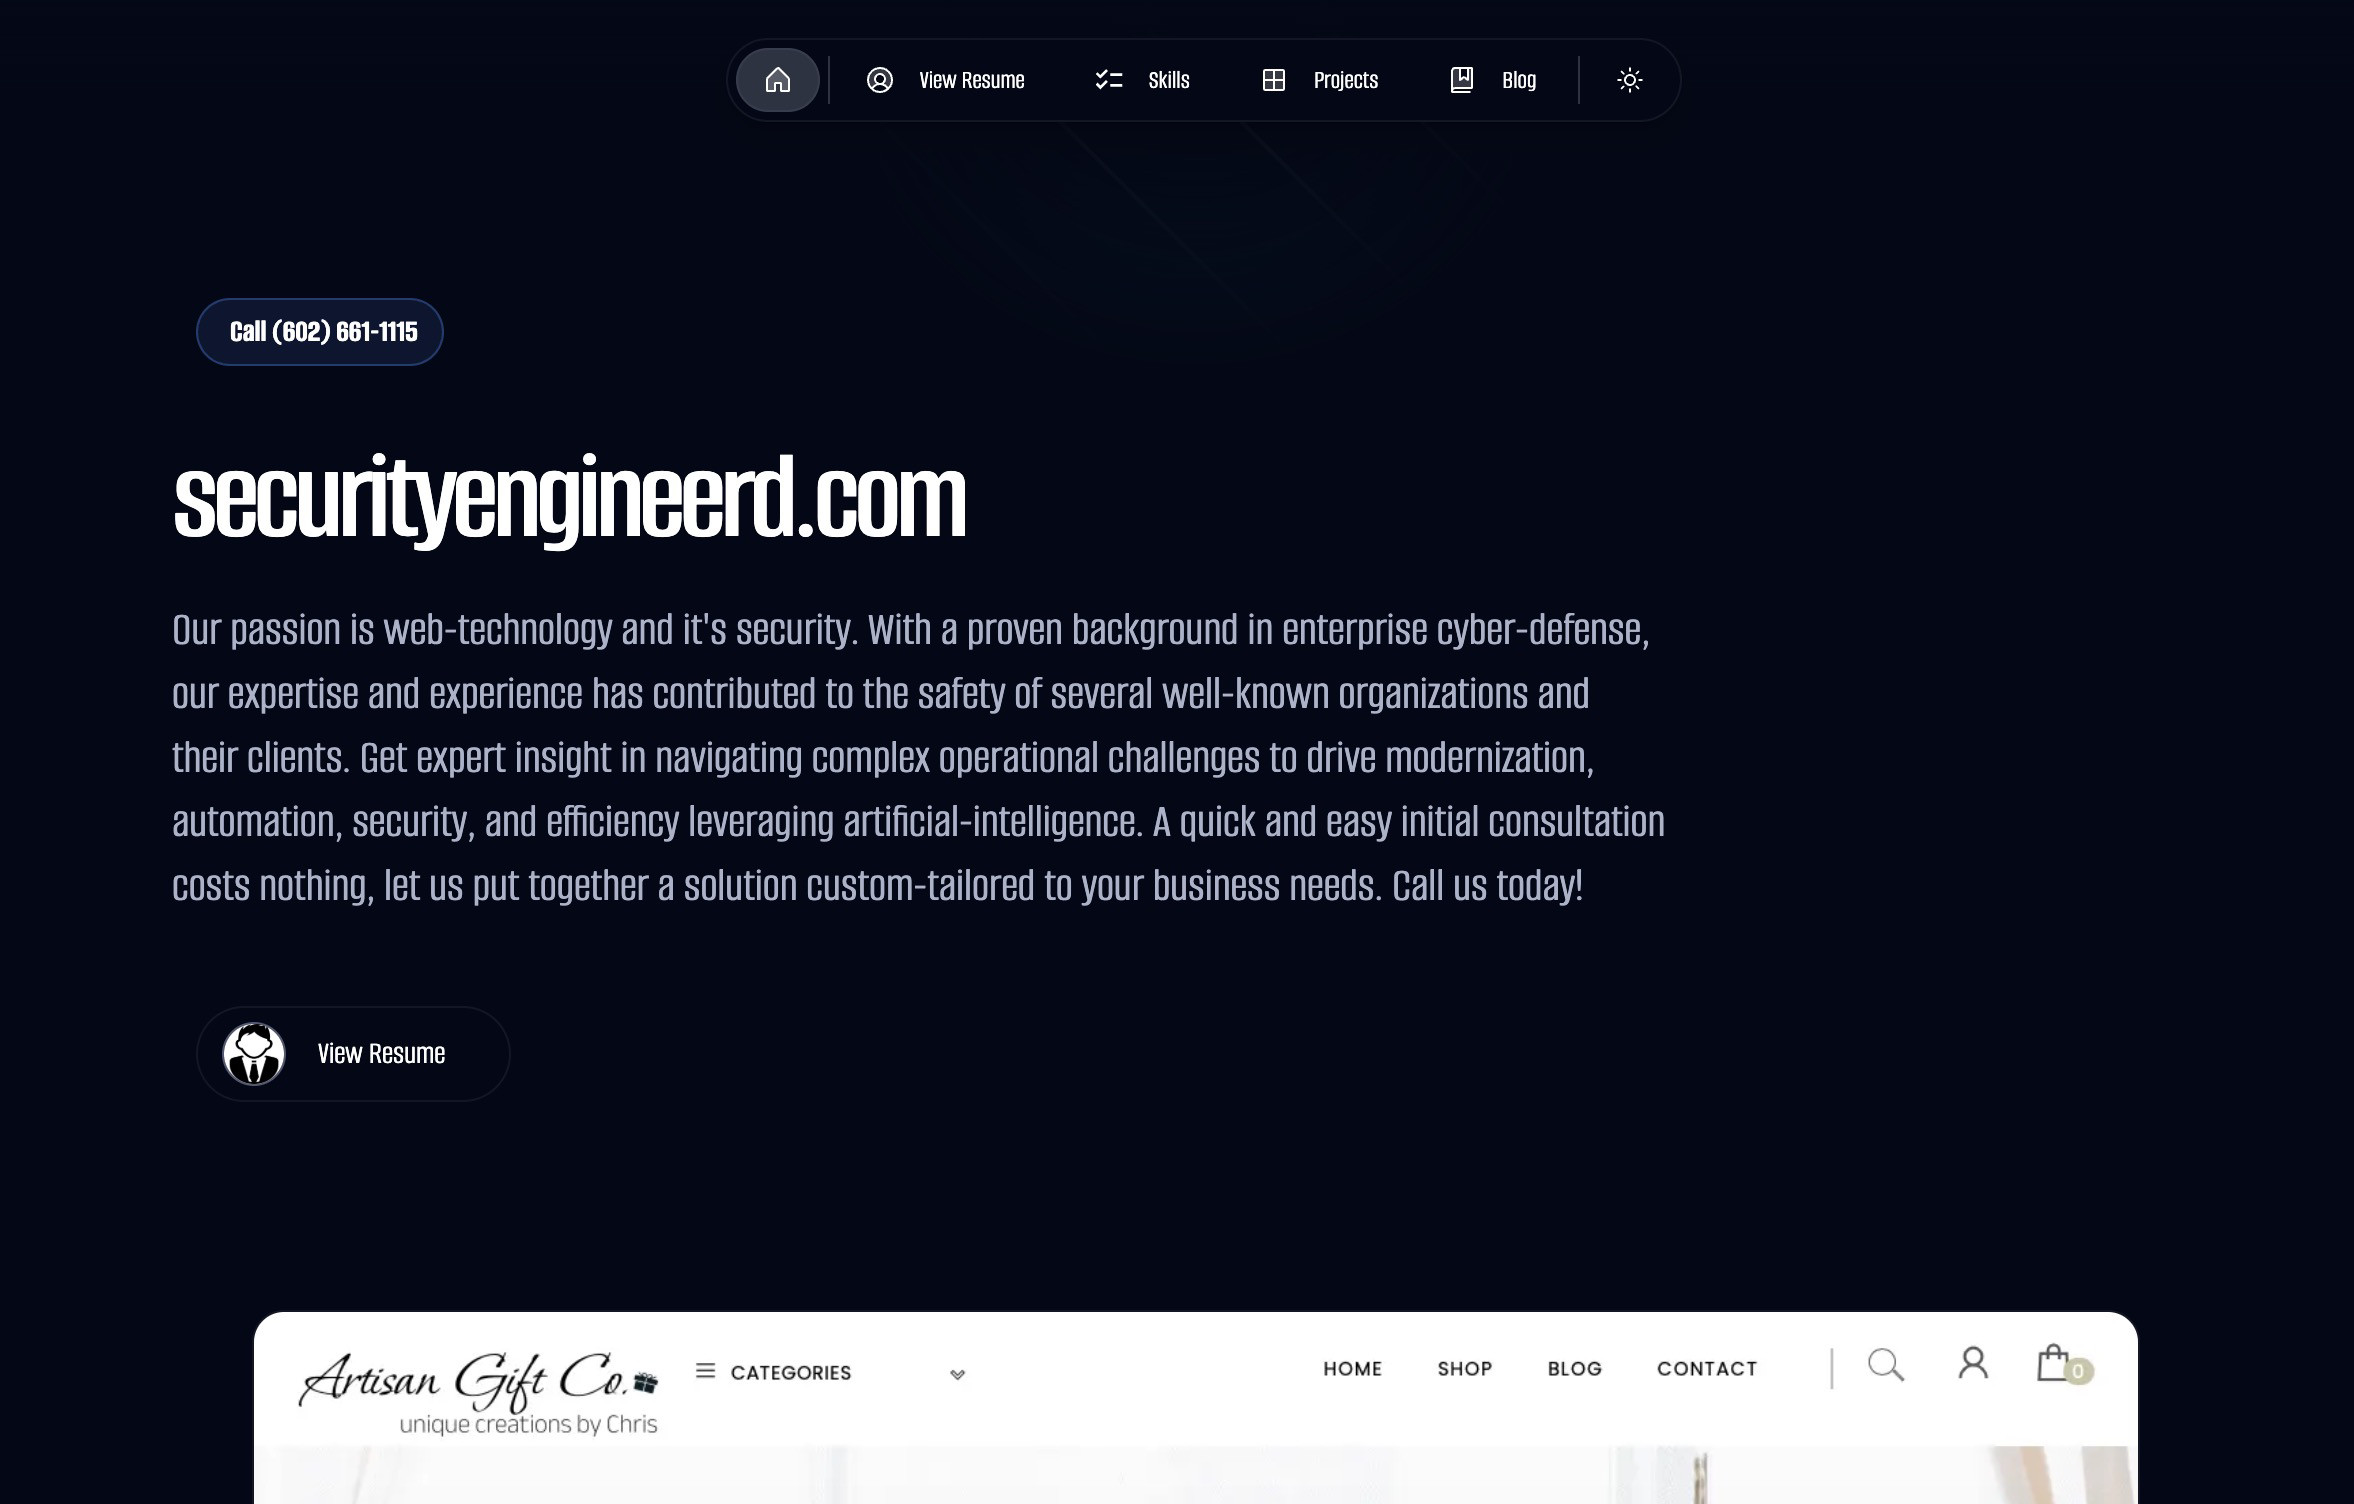 View Resume
Skills
Projects
Blog
Call (602) 661-1115
securityengineerd.com
Our passion is web-technology and it's security. With a proven background in enterprise cyber-defense,
our expertise and experience has contributed to the safety of several well-known organizations and
their clients. Get expert insight in navigating complex operational challenges to drive modernization,
automation, security, and efficiency leveraging artificial-intelligence. A quick and easy initial consultation
costs nothing, let us put together a solution custom-tailored to your business needs. Call us today!
View Resume
Artisan Gift Co.
unique creations by Chris
CATEGORIES
HOME
SHOP
BLOG
CONTACT
0